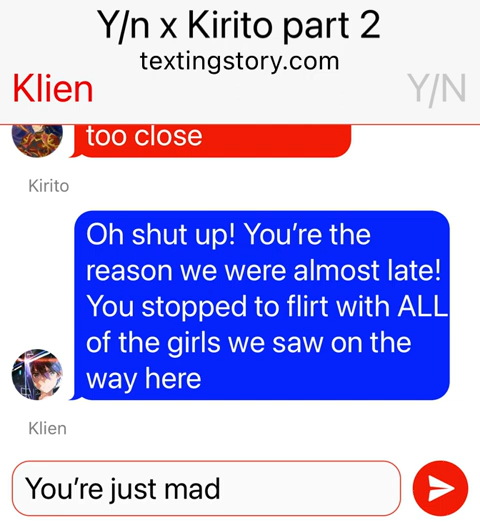 Y/n x Kirito part 2
textingstory.com
Klien
Y/N
too close
Kirito
Oh shut up! You're the
reason we were almost late!
You stopped to flirt with ALL
of the girls we saw on the
way here
Klien
You're just mad